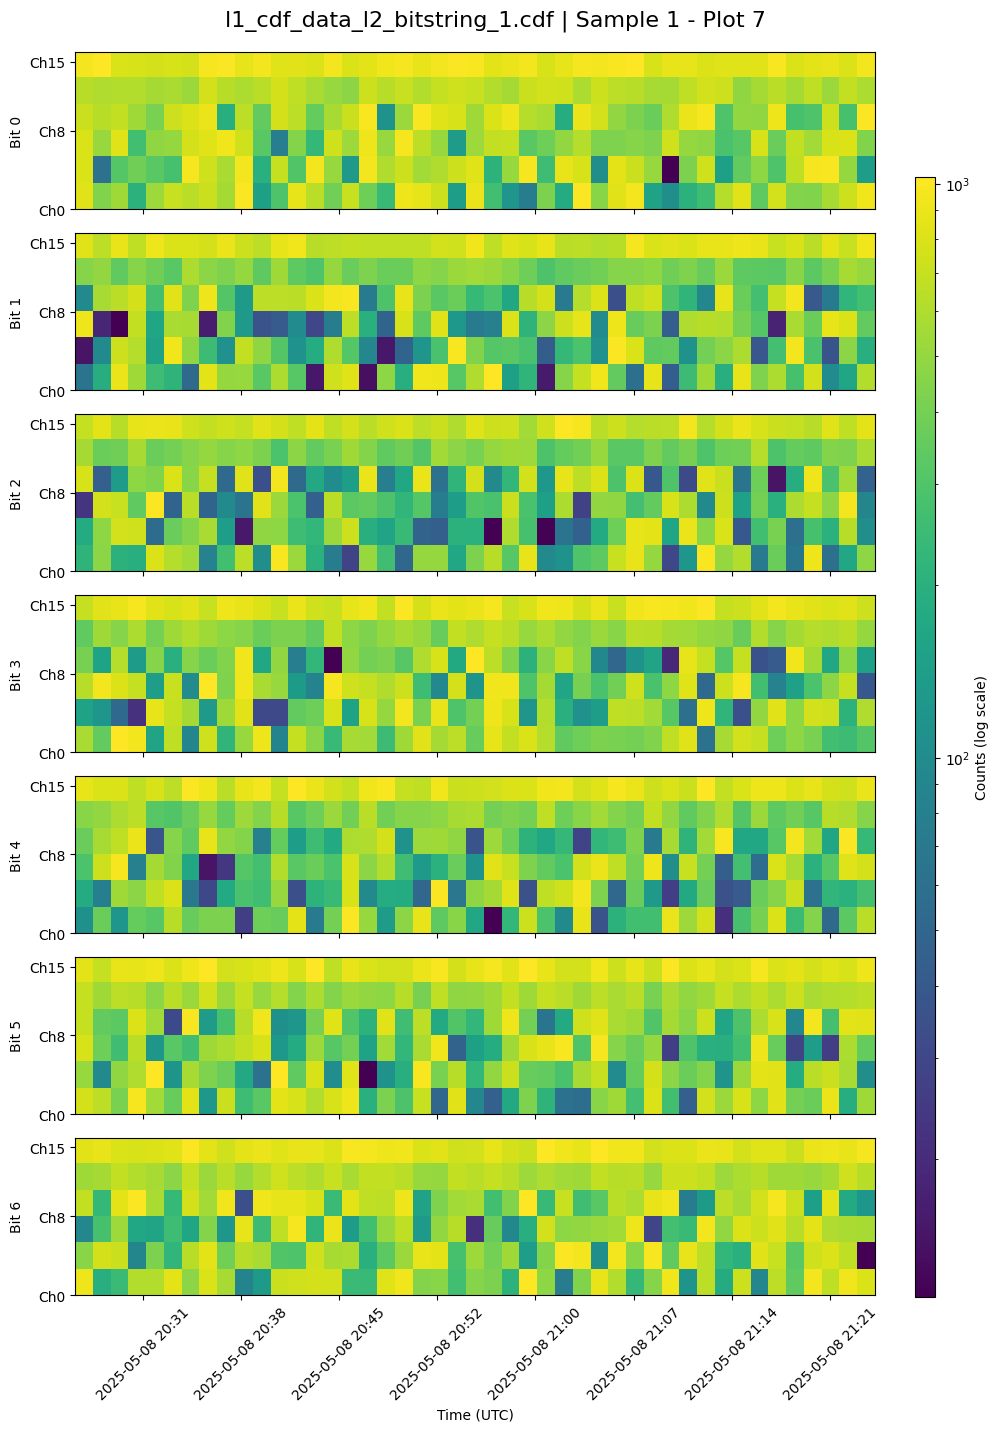 l1_cdf_data_l2_bitstring_1.cdf | Sample 1 - Plot 7
Ch15
Ch8
Ch0
Bit 0
Ch15
Ch8
Ch0
Bit 1
Ch15
Ch8
Ch0
Bit 2
Ch15
Ch8
Ch0
Bit 3
Ch15
Ch8
Ch0
Bit 4
Ch15
Ch8
Ch0
Bit 5
Ch15
Ch8
Ch0
Bit 6
2025-05-08 20:31
2025-05-08 20:38
2025-05-08 20:45
2025-05-08 20:52
2025-05-08 21:00
2025-05-08 21:07
2025-05-08 21:14
2025-05-08 21:21
Time (UTC)
10³
10²
Counts (log scale)